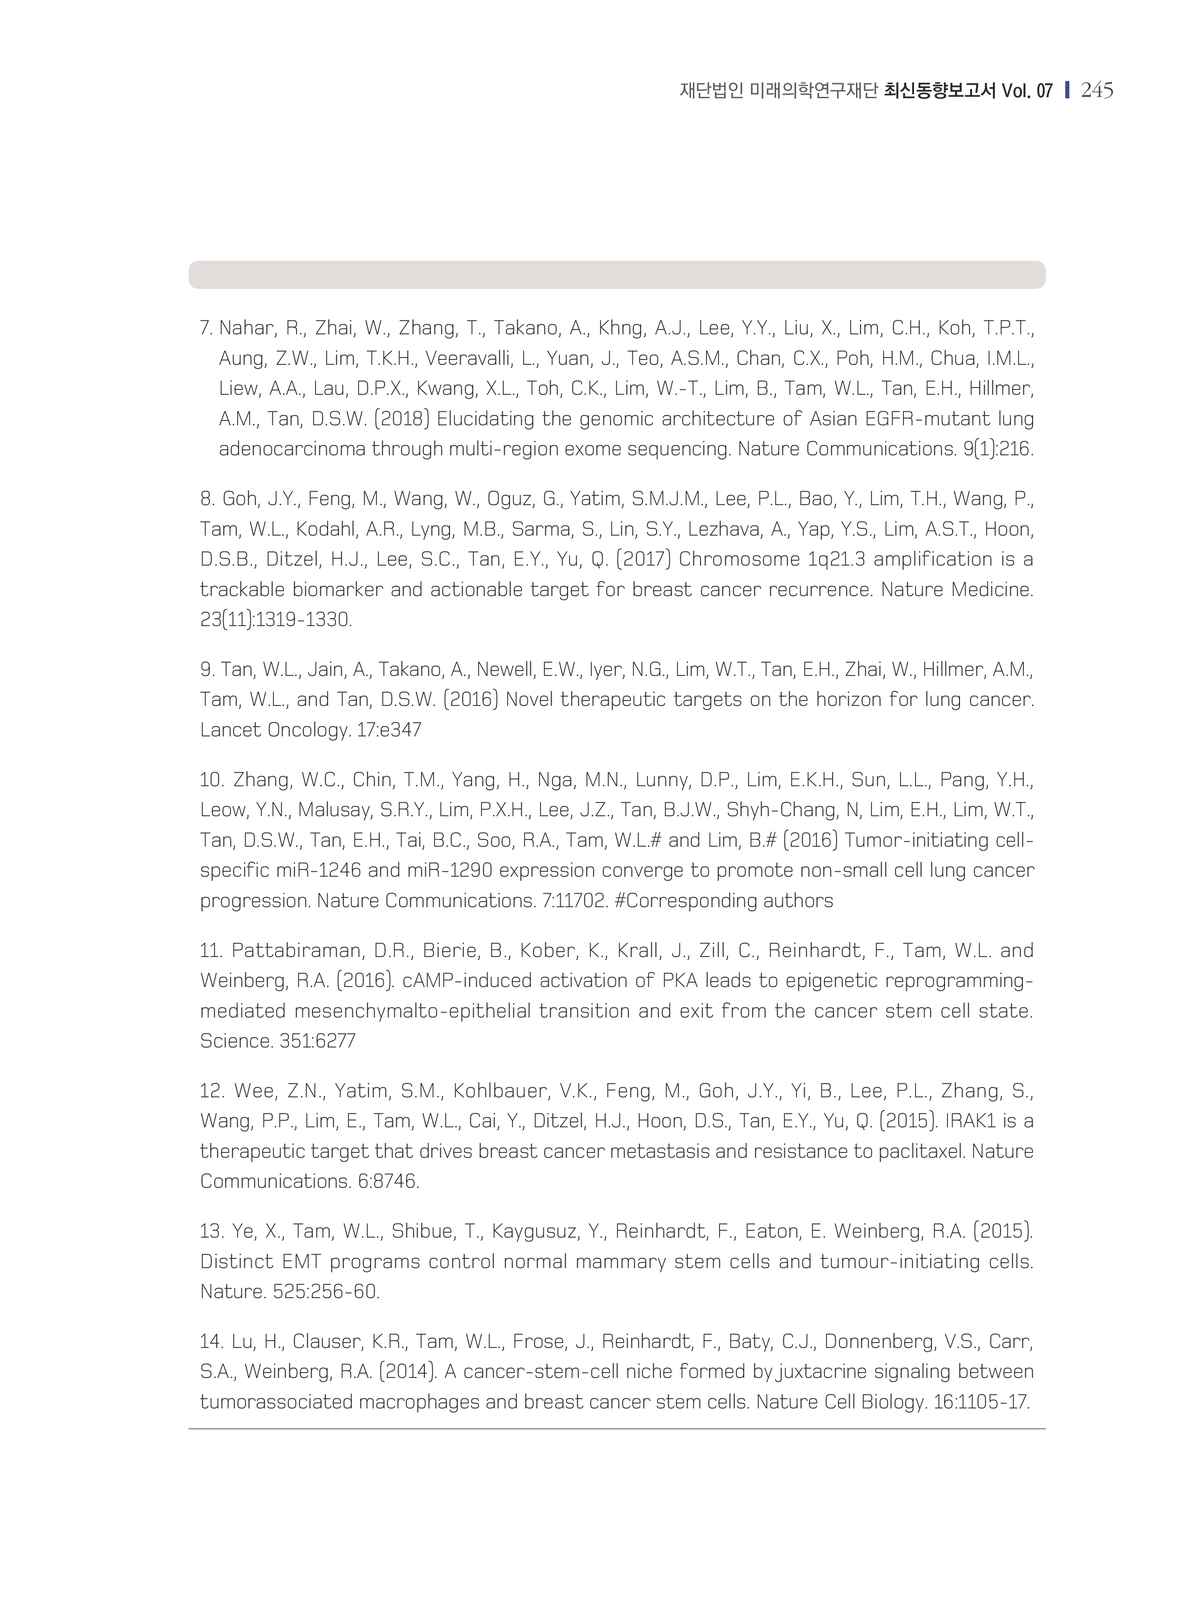 재단법인 미래의학연구재단 최신동향보고서 Vol. 07 245
7. Nahar, R., Zhai, W., Zhang, T., Takano, A., Khng, A.J., Lee, Y.Y., Liu, X., Lim, C.H., Koh, T.P.T.,
Aung, Z.W., Lim, T.K.H., Veeravalli, L., Yuan, J., Teo, A.S.M., Chan, C.X., Poh, H.M., Chua, I.M.L.,
Liew, A.A., Lau, D.P.X., Kwang, X.L., Toh, C.K., Lim, W.-T., Lim, B., Tam, W.L., Tan, E.H., Hillmer,
A.M., Tan, D.S.W. (2018) Elucidating the genomic architecture of Asian EGFR-mutant lung
adenocarcinoma through multi-region exome sequencing. Nature Communications. 9(1):216.
8. Goh, J.Y., Feng, M., Wang, W., Oguz, G., Yatim, S.M.J.M., Lee, P.L., Bao, Y., Lim, T.H., Wang, P.,
Tam, W.L., Kodahl, A.R., Lyng, M.B., Sarma, S., Lin, S.Y., Lezhava, A., Yap, Y.S., Lim, A.S.T., Hoon,
D.S.B., Ditzel, H.J., Lee, S.C., Tan, E.Y., Yu, Q. (2017) Chromosome 1q21.3 amplification is a
trackable biomarker and actionable target for breast cancer recurrence. Nature Medicine.
23(11):1319-1330.
9. Tan, W.L., Jain, A., Takano, A., Newell, E.W., Iyer, N.G., Lim, W.T., Tan, E.H., Zhai, W., Hillmer, A.M.,
Tam, W.L., and Tan, D.S.W. (2016) Novel therapeutic targets on the horizon for lung cancer.
Lancet Oncology. 17:e347
10. Zhang, W.C., Chin, T.M., Yang, H., Nga, M.N., Lunny, D.P., Lim, E.K.H., Sun, L.L., Pang, Y.H.,
Leow, Y.N., Malusay, S.R.Y., Lim, P.X.H., Lee, J.Z., Tan, B.J.W., Shyh-Chang, N, Lim, E.H., Lim, W.T.,
Tan, D.S.W., Tan, E.H., Tai, B.C., Soo, R.A., Tam, W.L.# and Lim, B.# (2016) Tumor-initiating cell-
specific miR-1246 and miR-1290 expression converge to promote non-small cell lung cancer
progression. Nature Communications. 7:11702. #Corresponding authors
11. Pattabiraman, D.R., Bierie, B., Kober, K., Krall, J., Zill, C., Reinhardt, F., Tam, W.L. and
Weinberg, R.A. (2016). cAMP-induced activation of PKA leads to epigenetic reprogramming-
mediated mesenchymalto-epithelial transition and exit from the cancer stem cell state.
Science. 351:6277
12. Wee, Z.N., Yatim, S.M., Kohlbauer, V.K., Feng, M., Goh, J.Y., Yi, B., Lee, P.L., Zhang, S.,
Wang, P.P., Lim, E., Tam, W.L., Cai, Y., Ditzel, H.J., Hoon, D.S., Tan, E.Y., Yu, Q. (2015). IRAK1 is a
therapeutic target that drives breast cancer metastasis and resistance to paclitaxel. Nature
Communications. 6:8746.
13. Ye, X., Tam, W.L., Shibue, T., Kaygusuz, Y., Reinhardt, F., Eaton, E. Weinberg, R.A. (2015).
Distinct EMT programs control normal mammary stem cells and tumour-initiating cells.
Nature. 525:256-60.
14. Lu, H., Clauser, K.R., Tam, W.L., Frose, J., Reinhardt, F., Baty, C.J., Donnenberg, V.S., Carr,
S.A., Weinberg, R.A. (2014). A cancer-stem-cell niche formed by juxtacrine signaling between
tumorassociated macrophages and breast cancer stem cells. Nature Cell Biology. 16:1105-17.